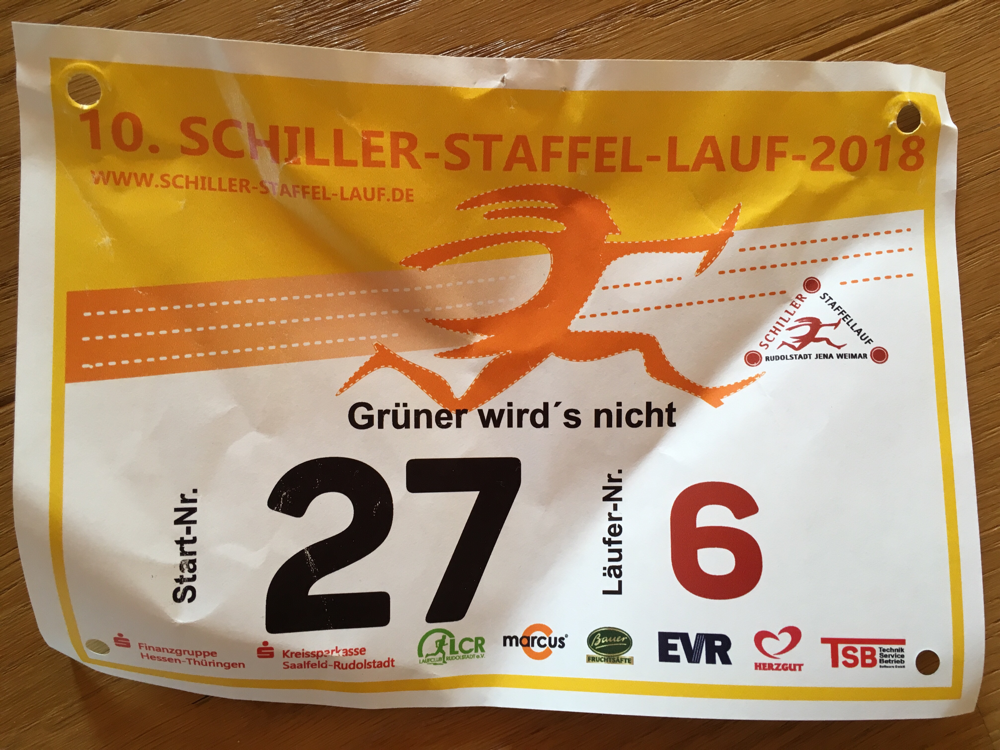 10. SCHILLER-STAFFEL-LAUF-2018
WWW.SCHILLER-STAFFEL-LAUF.DE
SCHILLER STAFFELLAUF
RUDOLSTADT JENA WEIMAR
Grüner wird´s nicht
Start-Nr. 27 Läufer-Nr. 6
Finanzgruppe
Hessen-Thüringen
Kreissparkasse
Saalfeld-Rudolstadt
LCR
LAUFCLUB RUDOLSTADT e.V.
marcus
Bauer
FRUCHTSÄFTE
EVR
HERZGUT
TSB
Technik
Service
Betrieb